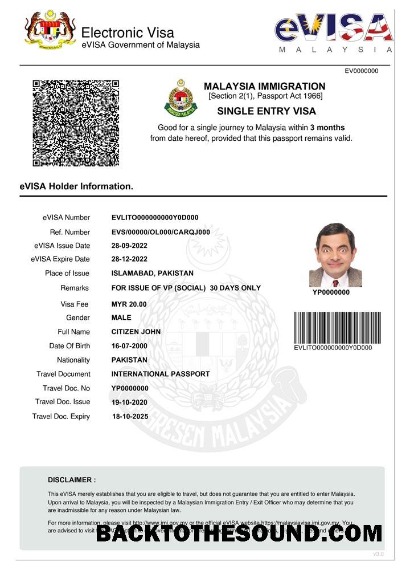 Electronic Visa
eVISA Government of Malaysia
eVISA
MALAYSIA
EV0000000
MALAYSIA IMMIGRATION
[Section 2(1), Passport Act 1966]
SINGLE ENTRY VISA
Good for a single journey to Malaysia within 3 months
from date hereof, provided that this passport remains valid.
eVISA Holder Information.
eVISA Number EVLITO000000000Y0D000
Ref. Number EVS/00000/OL000/CARQJ000
eVISA Issue Date 28-09-2022
eVISA Expire Date 28-12-2022
Place of Issue ISLAMABAD, PAKISTAN
Remarks FOR ISSUE OF VP (SOCIAL) 30 DAYS ONLY
YP0000000
Visa Fee MYR 20.00
Gender MALE
Full Name CITIZEN JOHN
EVLITO000000000Y0D000
Date Of Birth 16-07-2000
Nationality PAKISTAN
Travel Document INTERNATIONAL PASSPORT
Travel Doc. No YP0000000
Travel Doc. Issue 19-10-2020
Travel Doc. Expiry 18-10-2025
DISCLAIMER :
This eVISA merely establishes that you are eligible to travel, but does not guarantee that you are entitled to enter Malaysia.
Upon arrival to Malaysia, you will be inspected by a Malaysian Immigration Entry / Exit Officer who may determine that you
are inadmissible for any reason under Malaysian law.
For more information, please visit http://www.imi.gov.my or the official eVISA website https://malaysiavisa.imi.gov.my. You
are advised to visit
BACKTOTHESOUND.COM